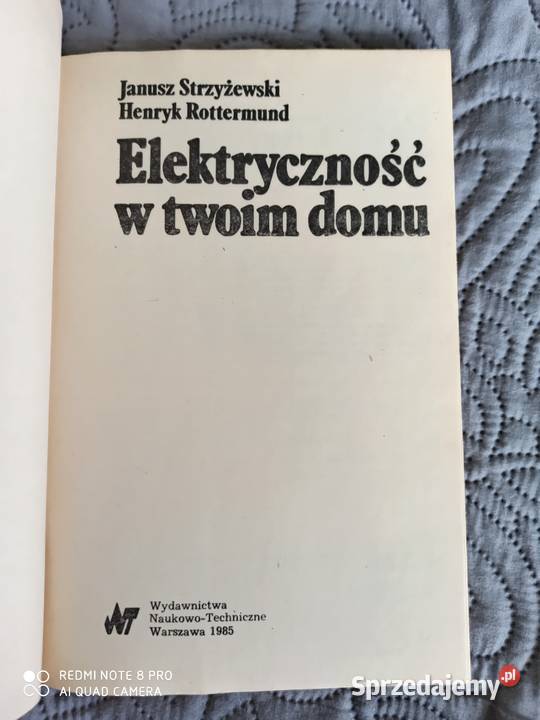 Janusz Strzyżewski
Henryk Rottermund
Elektryczność
w twoim domu
WNT
Wydawnictwa
Naukowo-Techniczne
Warszawa 1985
REDMI NOTE 8 PRO
AI QUAD CAMERA
Sprzedajemy.pl